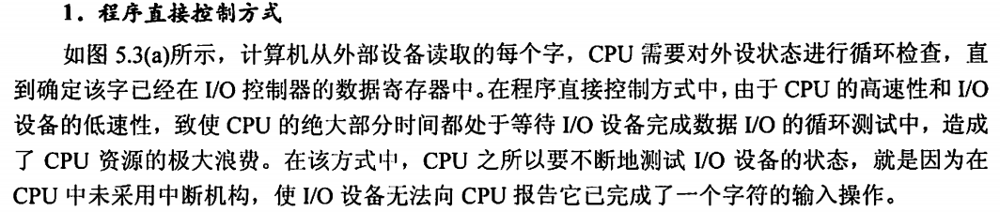 1. 程序直接控制方式
如图 5.3(a)所示，计算机从外部设备读取的每个字，CPU 需要对外设状态进行循环检查，直
到确定该字已经在 I/O 控制器的数据寄存器中。在程序直接控制方式中，由于 CPU 的高速性和 I/O
设备的低速性，致使 CPU 的绝大部分时间都处于等待 I/O 设备完成数据 I/O 的循环测试中，造成
了 CPU 资源的极大浪费。在该方式中，CPU 之所以要不断地测试 I/O 设备的状态，就是因为在
CPU 中未采用中断机构，使 I/O 设备无法向 CPU 报告它已完成了一个字符的输入操作。